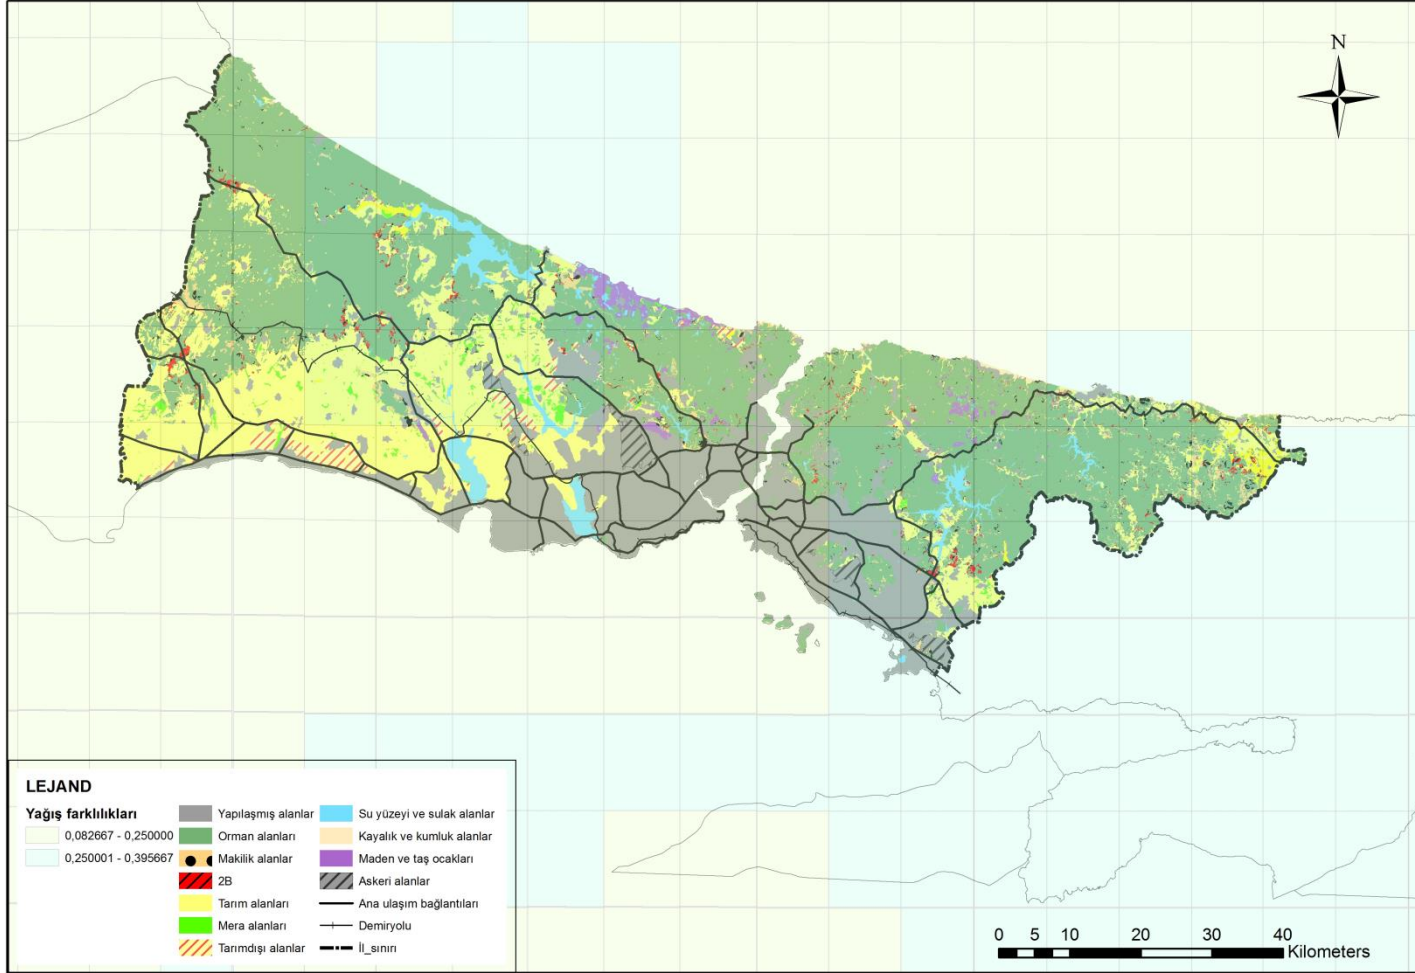 N
LEJAND
Yağış farklılıkları
0,082667 - 0,250000
0,250001 - 0,395667
Yapılaşmış alanlar
Orman alanları
Makilik alanlar
2B
Tarım alanları
Mera alanları
Tarımdışı alanlar
Su yüzeyi ve sulak alanlar
Kayalık ve kumluk alanlar
Maden ve taş ocakları
Askeri alanlar
Ana ulaşım bağlantıları
Demiryolu
İl_sınırı
0 5 10 20 30 40
Kilometers